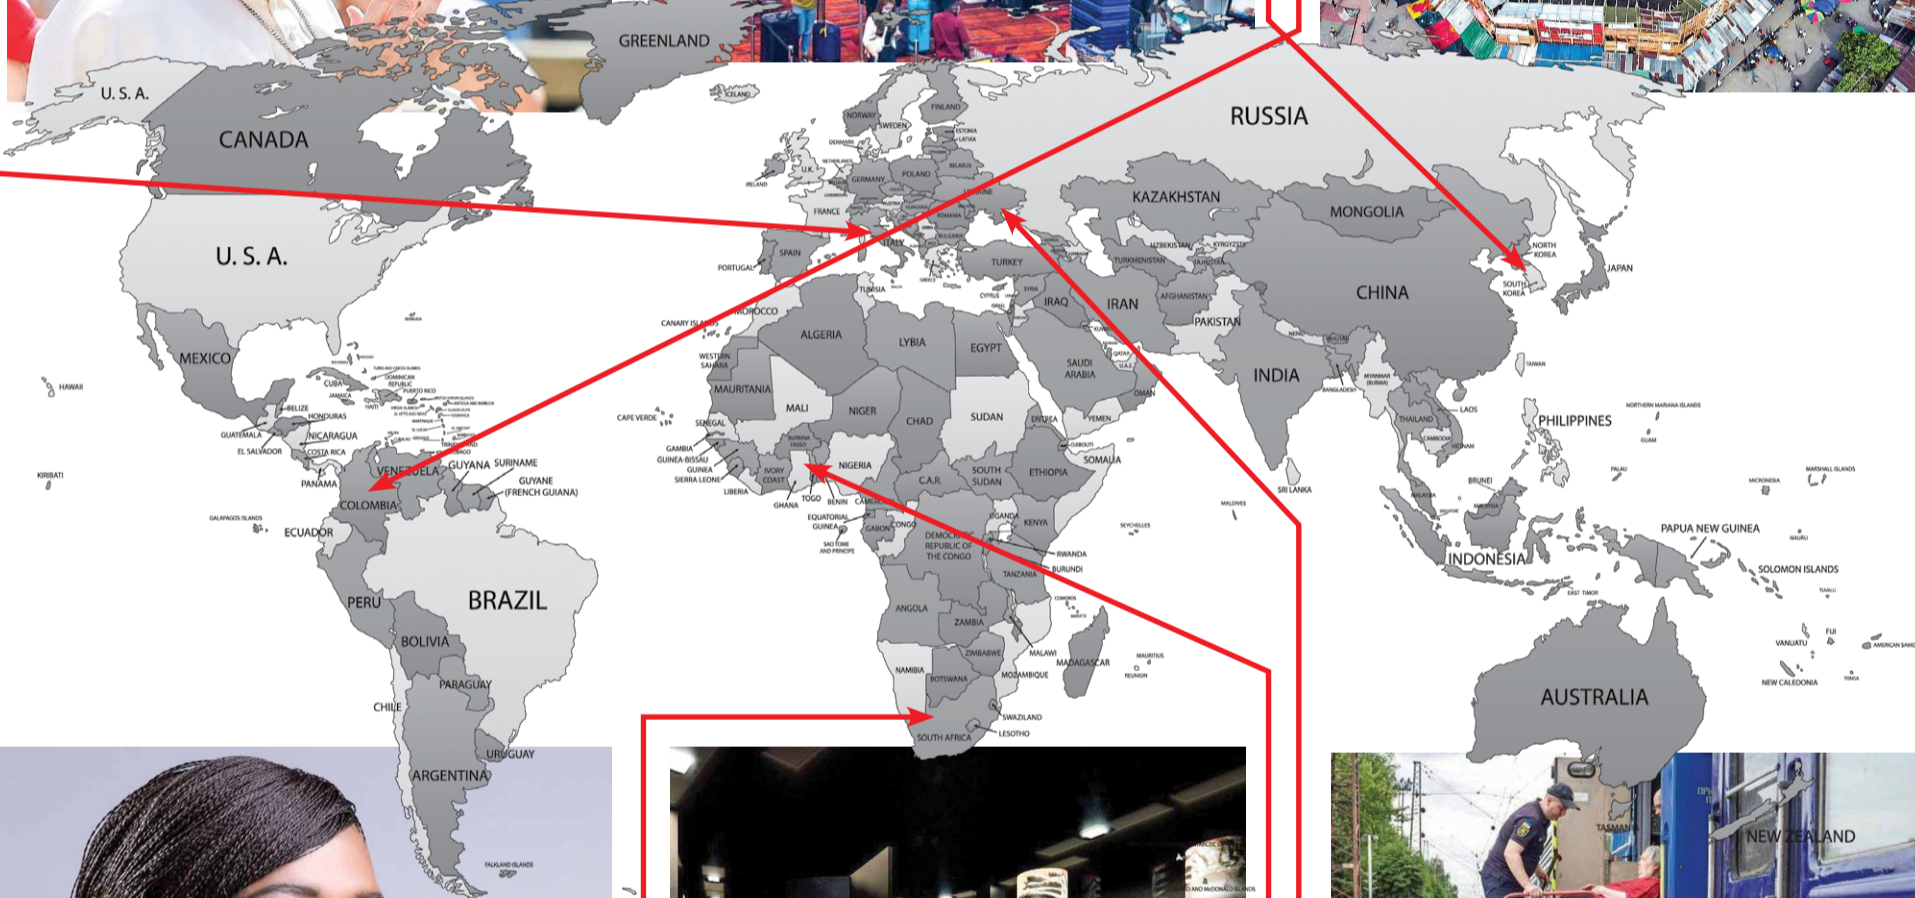 GREENLAND
U. S. A.
CANADA
ICELAND
NORWAY
SWEDEN
FINLAND
ESTONIA
LATVIA
DENMARK
RUSSIA
IRELAND
U.K.
NETHERLANDS
GERMANY
POLAND
BELARUS
FRANCE
ROMANIA
BULGARIA
ITALY
SPAIN
PORTUGAL
GREECE
TURKEY
KAZAKHSTAN
MONGOLIA
UZBEKISTAN
KYRGYZSTA
TURKMENISTAN
TAJIKISTAN
U. S. A.
NORTH
KOREA
SOUTH
KOREA
JAPAN
CHINA
TUNISIA
CYPRUS
SYRIA
IRAQ
IRAN
AFGHANISTAN
PAKISTAN
MOROCCO
CANARY ISLANDS
ALGERIA
LYBIA
EGYPT
WESTERN
SAHARA
SAUDI
ARABIA
QATAR
U.A.E.
OMAN
YEMEN
NEPAL
INDIA
BANGLADESH
MYANMAR
(BURMA)
TAIWAN
LAOS
THAILAND
CAMBODIA
VIETNAM
PHILIPPINES
NORTHERN MARIANA ISLANDS
GUAM
MEXICO
HAWAII
CUBA
JAMAICA
HAITI
DOMINICAN
REPUBLIC
PUERTO RICO
BELIZE
HONDURAS
GUATEMALA
NICARAGUA
EL SALVADOR
COSTA RICA
PANAMA
KIRIBATI
VENEZUELA
GUYANA
SURINAME
GUYANE
(FRENCH GUIANA)
COLOMBIA
GALAPAGOS ISLANDS
ECUADOR
MAURITANIA
MALI
NIGER
CHAD
SUDAN
ERITREA
CAPE VERDE
SENEGAL
GAMBIA
GUINEA-BISSAU
GUINEA
SIERRA LEONE
LIBERIA
BURKINA
FASSO
IVORY
COAST
GHANA
TOGO
BENIN
NIGERIA
CAMEROON
C.A.R.
SOUTH
SUDAN
ETHIOPIA
DJIBOUTI
SOMALIA
EQUATORIAL
GUINEA
SAO TOME
AND PRINCIPE
GABON
CONGO
DEMOCRATIC
REPUBLIC OF
THE CONGO
UGANDA
KENYA
RWANDA
BURUNDI
TANZANIA
SEYCHELLES
COMOROS
MALDIVES
SRI LANKA
BRUNEI
MALAYSIA
PALAU
MICRONESIA
MARSHALL ISLANDS
INDONESIA
PAPUA NEW GUINEA
NAURU
SOLOMON ISLANDS
EAST TIMOR
TUVALU
PERU
BRAZIL
BOLIVIA
PARAGUAY
CHILE
URUGUAY
ARGENTINA
FALKLAND ISLANDS
ANGOLA
ZAMBIA
ZIMBABWE
MALAWI
MOZAMBIQUE
MADAGASCAR
MAURITIUS
REUNION
NAMIBIA
BOTSWANA
SWAZILAND
LESOTHO
SOUTH AFRICA
AUSTRALIA
VANUATU
FIJI
AMERICAN SAMO
NEW CALEDONIA
TONGA
TASMANIA
NEW ZEALAND